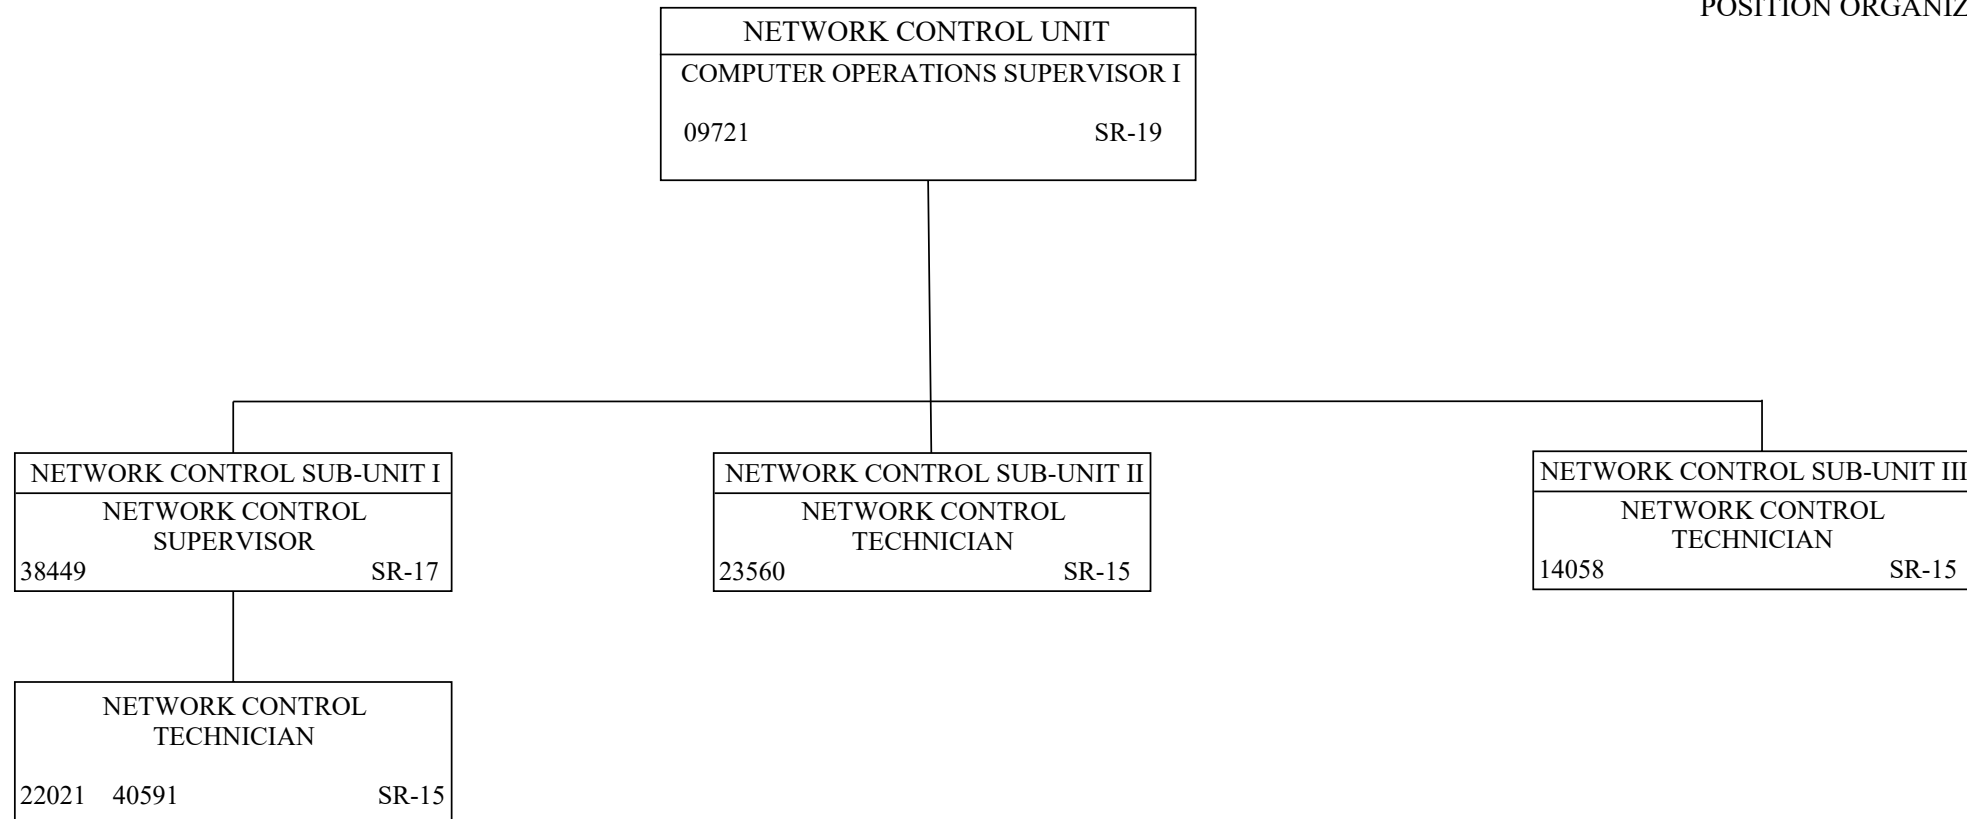 POSITION ORGANIZ
NETWORK CONTROL UNIT
COMPUTER OPERATIONS SUPERVISOR I
09721 SR-19
NETWORK CONTROL SUB-UNIT I
NETWORK CONTROL
SUPERVISOR
38449 SR-17
NETWORK CONTROL SUB-UNIT II
NETWORK CONTROL
TECHNICIAN
23560 SR-15
NETWORK CONTROL SUB-UNIT III
NETWORK CONTROL
TECHNICIAN
14058 SR-15
NETWORK CONTROL
TECHNICIAN
22021 40591 SR-15